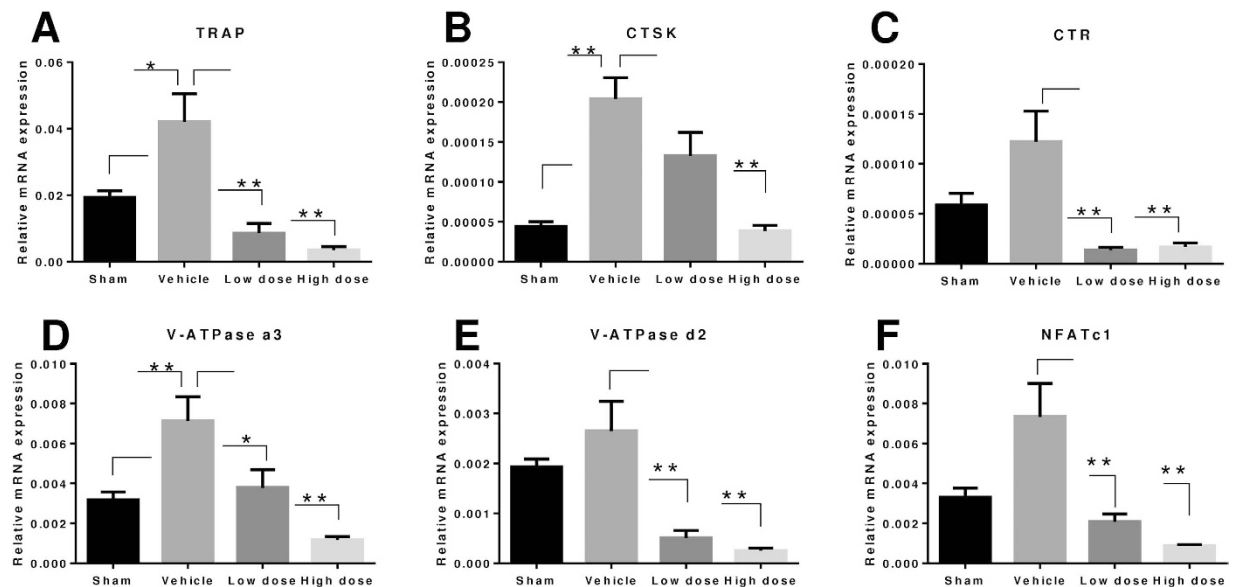 A
TRAP
Relative mRNA expression
0.06
0.04
0.02
0.00
*
**
**
Sham Vehicle Low dose High dose
B
CTSK
Relative mRNA expression
0.00025
0.00020
0.00015
0.00010
0.00005
0.00000
**
**
Sham Vehicle Low dose High dose
C
CTR
Relative mRNA expression
0.00020
0.00015
0.00010
0.00005
0.00000
**
**
Sham Vehicle Low dose High dose
D
V-ATPase a3
Relative mRNA expression
0.010
0.008
0.006
0.004
0.002
0.000
**
*
**
Sham Vehicle Low dose High dose
E
V-ATPase d2
Relative mRNA expression
0.004
0.003
0.002
0.001
0.000
**
**
Sham Vehicle Low dose High dose
F
NFATc1
Relative mRNA expression
0.010
0.008
0.006
0.004
0.002
0.000
**
**
Sham Vehicle Low dose High dose